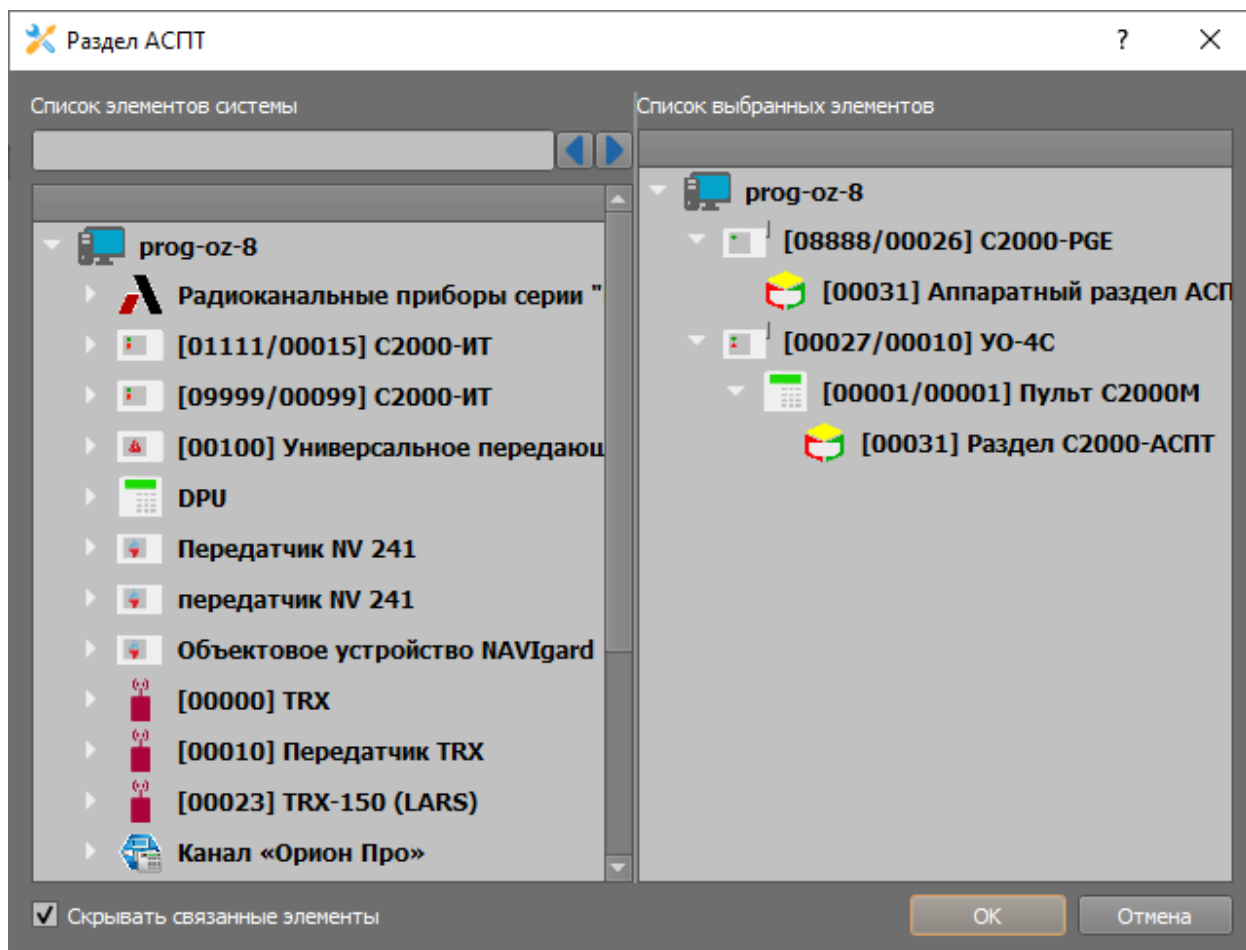 Раздел АСПТ
Список элементов системы
prog-oz-8
Радиоканальные приборы серии "
[01111/00015] С2000-ИТ
[09999/00099] С2000-ИТ
[00100] Универсальное передающ
DPU
Передатчик NV 241
передатчик NV 241
Объектовое устройство NAVIgard
[00000] TRX
[00010] Передатчик TRX
[00023] TRX-150 (LARS)
Канал «Орион Про»
Список выбранных элементов
prog-oz-8
[08888/00026] С2000-PGE
[00031] Аппаратный раздел АСП
[00027/00010] УО-4С
[00001/00001] Пульт С2000М
[00031] Раздел С2000-АСПТ
Скрывать связанные элементы
ОК
Отмена